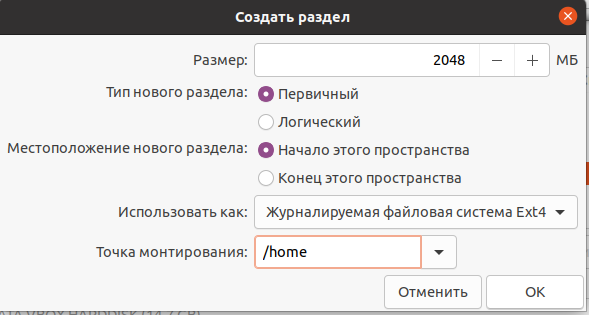 Создать раздел
Размер: 2048 МБ
Тип нового раздела: Первичный
Логический
Местоположение нового раздела: Начало этого пространства
Конец этого пространства
Использовать как: Журналируемая файловая система Ext4
Точка монтирования: /home
Отменить OK